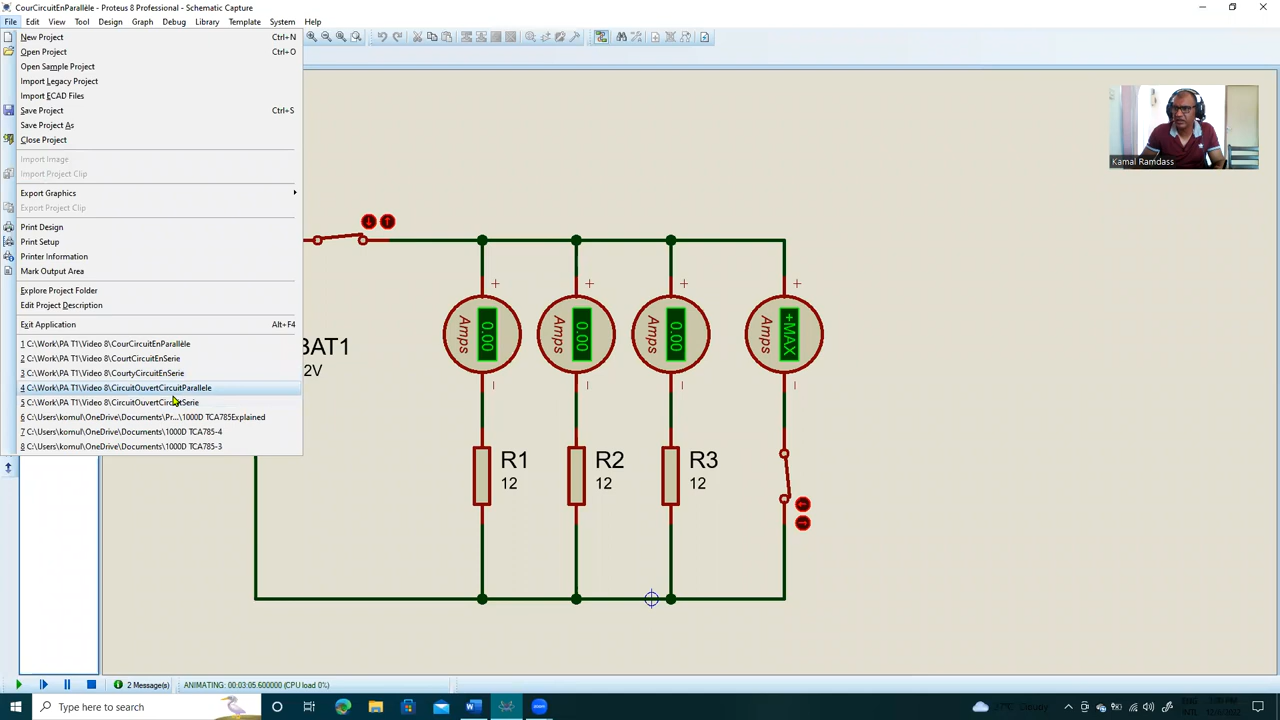 CourCircuitEnParallèle - Proteus 8 Professional - Schematic Capture
File Edit View Tool Design Graph Debug Library Template System Help
New Project Ctrl+N
Open Project Ctrl+O
Open Sample Project
Import Legacy Project
Import ECAD Files
Save Project Ctrl+S
Save Project As
Close Project
Import Image
Import Project Clip
Export Graphics
Export Project Clip
Print Design
Print Setup
Printer Information
Mark Output Area
Explore Project Folder
Edit Project Description
Exit Application Alt+F4
1 C:\Work\PA T1\Video 8\CourCircuitEnParallèle
2 C:\Work\PA T1\Video 8\CourtCircuitEnSerie
3 C:\Work\PA T1\Video 8\CourtyCircuitEnSerie
4 C:\Work\PA T1\Video 8\CircuitOuvertCircuitParallele
5 C:\Work\PA T1\Video 8\CircuitOuvertCircuitSerie
6 C:\Users\komul\OneDrive\Documents\Pr...\1000D TCA785Explained
7 C:\Users\komul\OneDrive\Documents\1000D TCA785-4
8 C:\Users\komul\OneDrive\Documents\1000D TCA785-3
Kamal Ramdass
+ + + +
Amps 0.00 Amps 0.00 Amps 0.00 Amps +MAX
BAT1
2V
R1 R2 R3
12 12 12
2 Message(s) ANIMATING: 00:03:05.600000 (CPU load 0%)
Type here to search
Cloudy
ENG
INTL